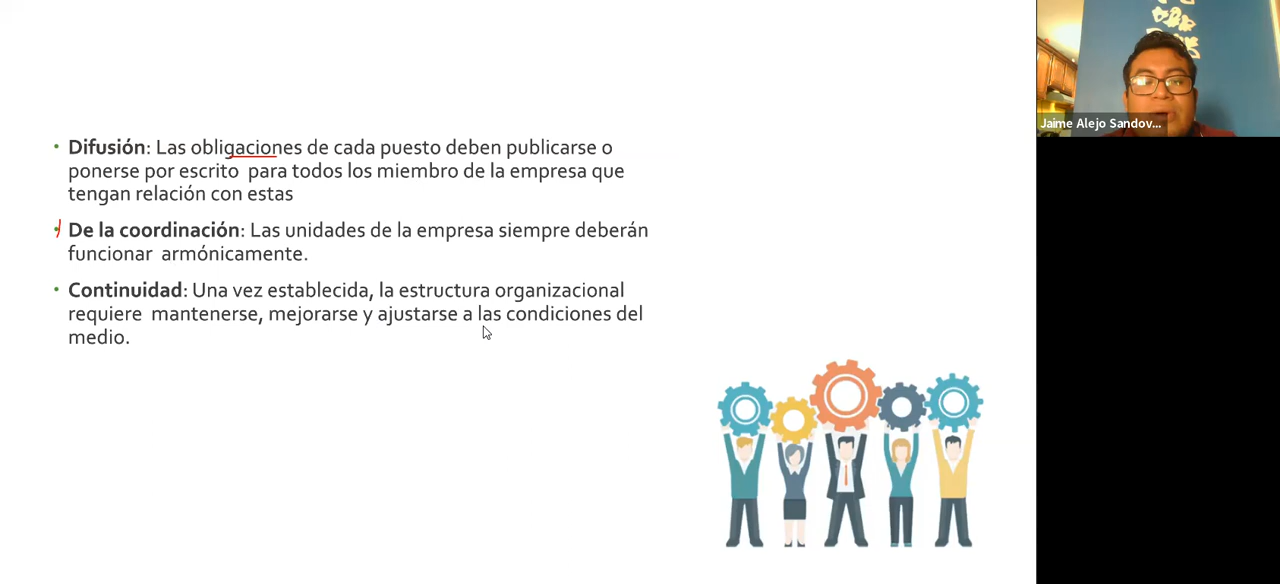 • Difusión: Las obligaciones de cada puesto deben publicarse o
ponerse por escrito para todos los miembro de la empresa que
tengan relación con estas
• De la coordinación: Las unidades de la empresa siempre deberán
funcionar armónicamente.
• Continuidad: Una vez establecida, la estructura organizacional
requiere mantenerse, mejorarse y ajustarse a las condiciones del
medio.
Jaime Alejo Sandov...